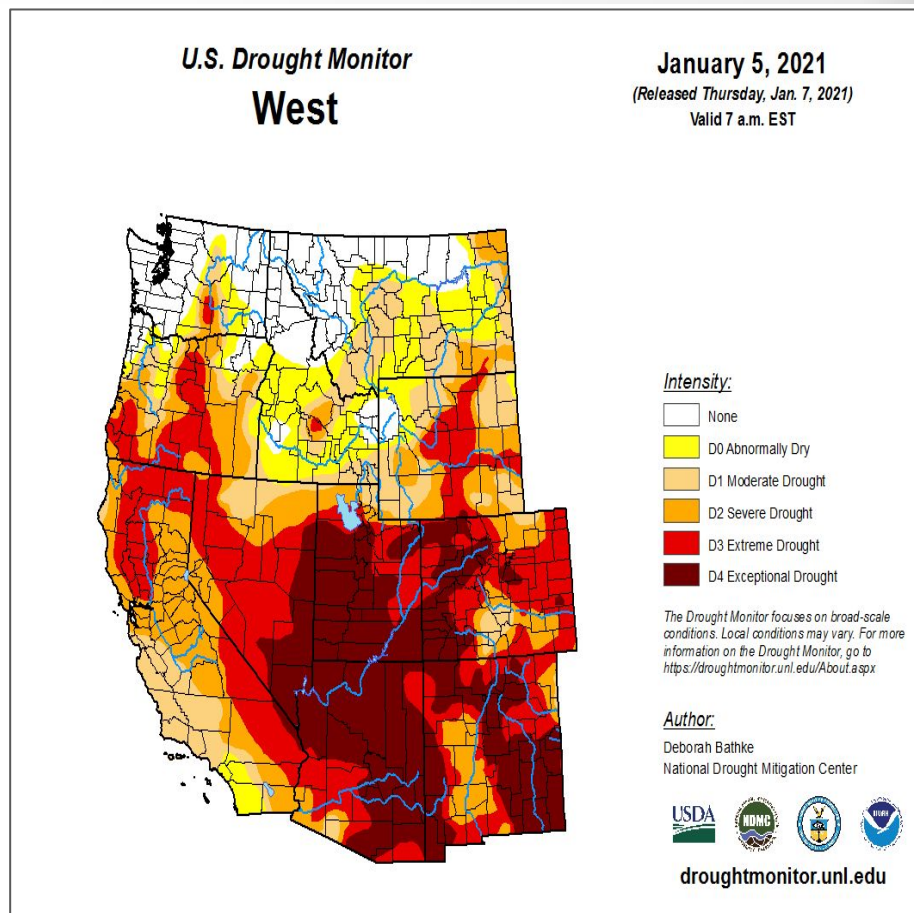 U.S. Drought Monitor
West
January 5, 2021
(Released Thursday, Jan. 7, 2021)
Valid 7 a.m. EST
Intensity:
None
D0 Abnormally Dry
D1 Moderate Drought
D2 Severe Drought
D3 Extreme Drought
D4 Exceptional Drought
The Drought Monitor focuses on broad-scale
conditions. Local conditions may vary. For more
information on the Drought Monitor, go to
https://droughtmonitor.unl.edu/About.aspx
Author:
Deborah Bathke
National Drought Mitigation Center
USDA
NDMC
droughtmonitor.unl.edu